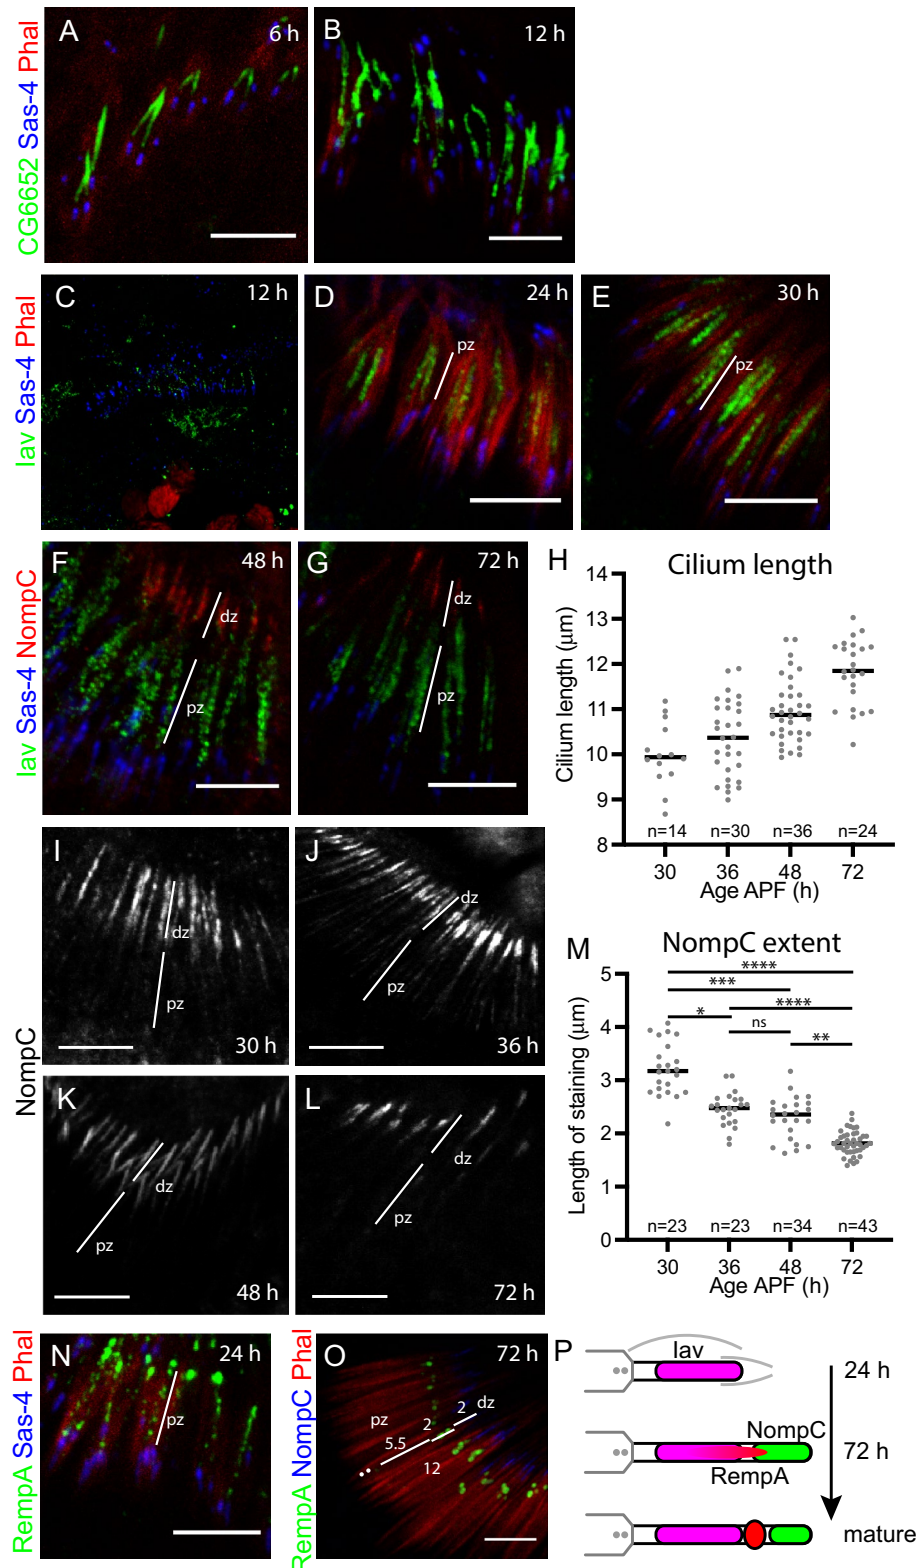 CG6652 Sas-4 Phal
A
6 h
B
12 h
Iav Sas-4 Phal
C
12 h
D
24 h
pz
E
30 h
pz
Iav Sas-4 NompC
F
48 h
dz
pz
G
72 h
dz
pz
H
Cilium length
Cilium length (μm)
14
13
12
11
10
9
8
n=14
n=30
n=36
n=24
30
36
48
72
Age APF (h)
NompC
I
dz
pz
30 h
J
dz
pz
36 h
K
dz
pz
48 h
L
dz
pz
72 h
M
NompC extent
Length of staining (μm)
5
4
3
2
1
0
****
***
****
*
ns
**
n=23
n=23
n=34
n=43
30
36
48
72
Age APF (h)
RempA Sas-4 Phal
N
24 h
pz
RempA NompC Phal
O
72 h
dz
pz
2
2
5.5
12
P
Iav
24 h
NompC
72 h
RempA
mature